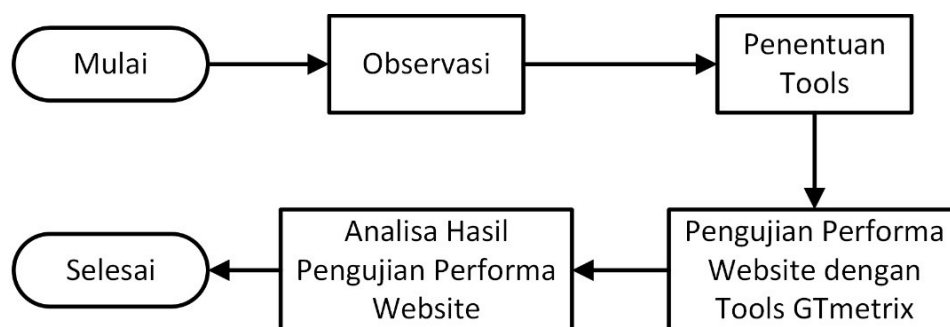 Mulai
Observasi
Penentuan
Tools
Pengujian Performa
Website dengan
Tools GTmetrix
Analisa Hasil
Pengujian Performa
Website
Selesai